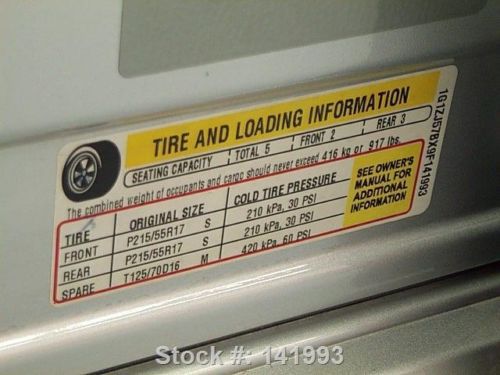 TIRE AND LOADING INFORMATION
SEATING CAPACITY TOTAL 5 FRONT 2 REAR 3
The combined weight of occupants and cargo should never exceed 416 kg or 917 lbs.
TIRE ORIGINAL SIZE COLD TIRE PRESSURE
FRONT P215/55R17 S 210 kPa, 30 PSI
REAR P215/55R17 S 210 kPa, 30 PSI
SPARE T125/70D16 M 420 kPa, 60 PSI
SEE OWNER'S
MANUAL FOR
ADDITIONAL
INFORMATION
1G1ZJ57BX9F141993
Stock #: 141993